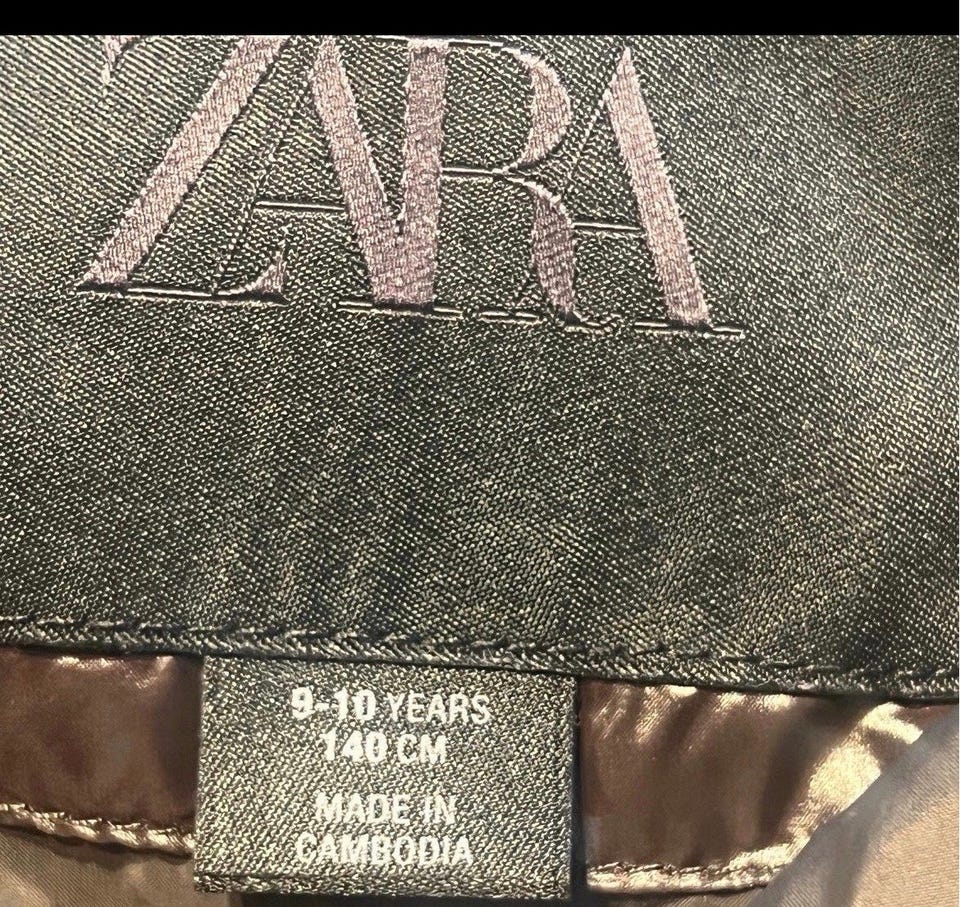 ZARA
9-10 YEARS
140 CM
MADE IN
CAMBODIA